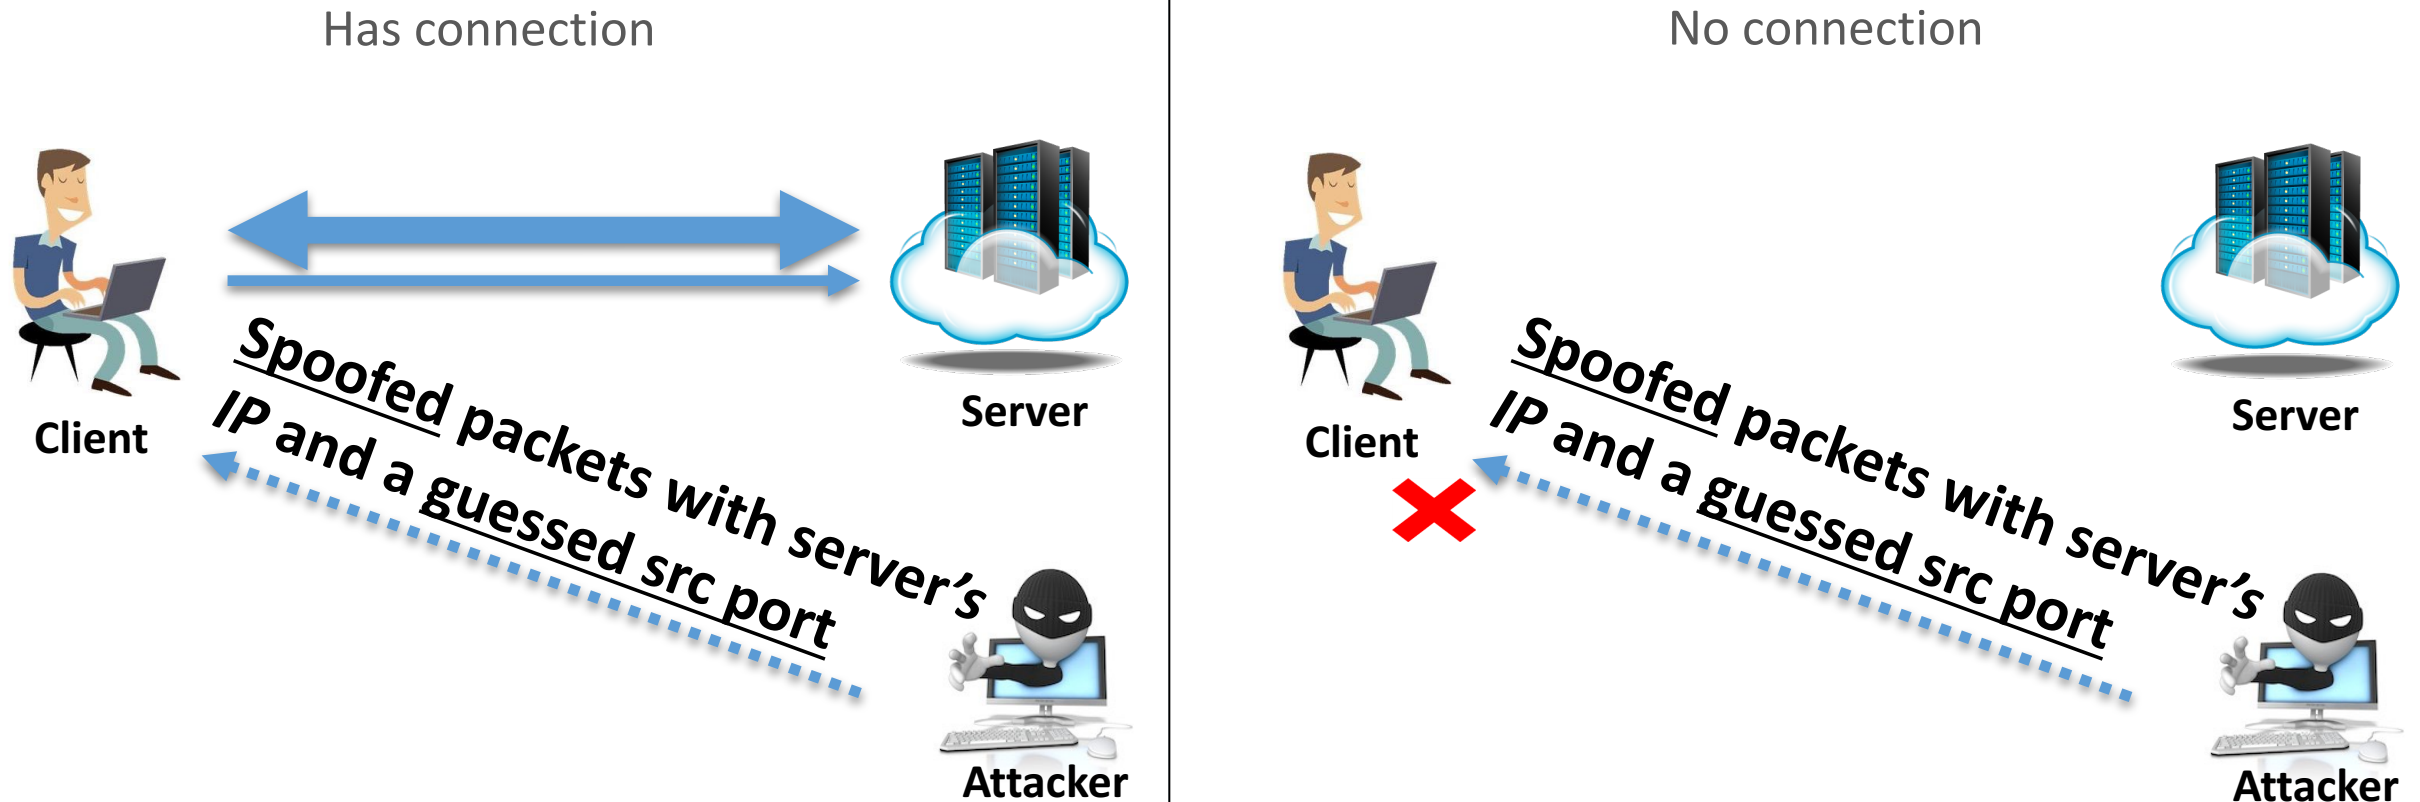 Has connection
Spoofed packets with server's
IP and a guessed src port
Client
Server
Attacker
No connection
Spoofed packets with server's
IP and a guessed src port
Client
Server
Attacker